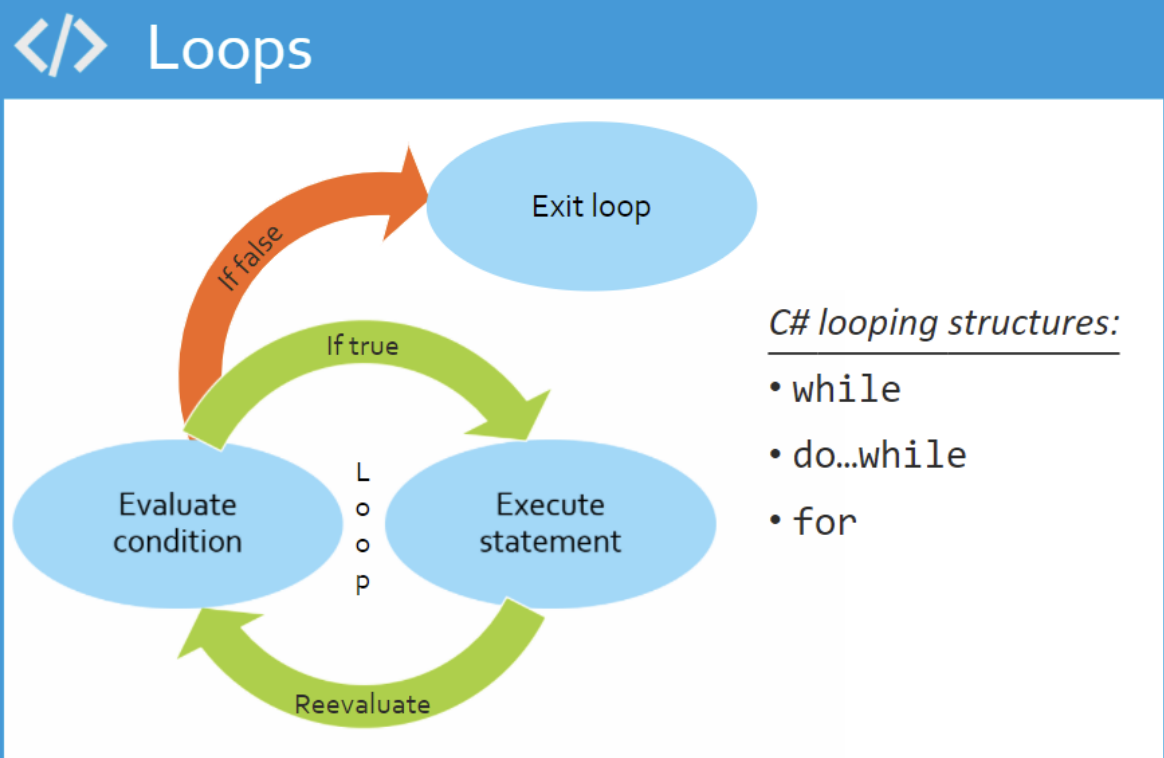 </> Loops
Exit loop
If false
If true
Evaluate
condition
L
o
o
p
Execute
statement
Reevaluate
C# looping structures:
• while
• do…while
• for